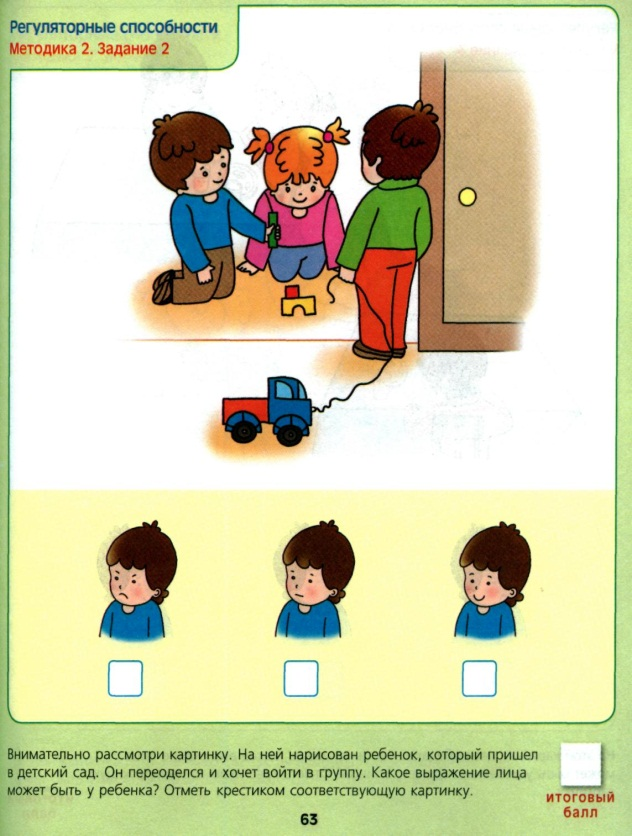 Регуляторные способности
Методика 2. Задание 2
Внимательно рассмотри картинку. На ней нарисован ребенок, который пришел
в детский сад. Он переоделся и хочет войти в группу. Какое выражение лица
может быть у ребенка? Отметь крестиком соответствующую картинку.
итоговый
балл
63